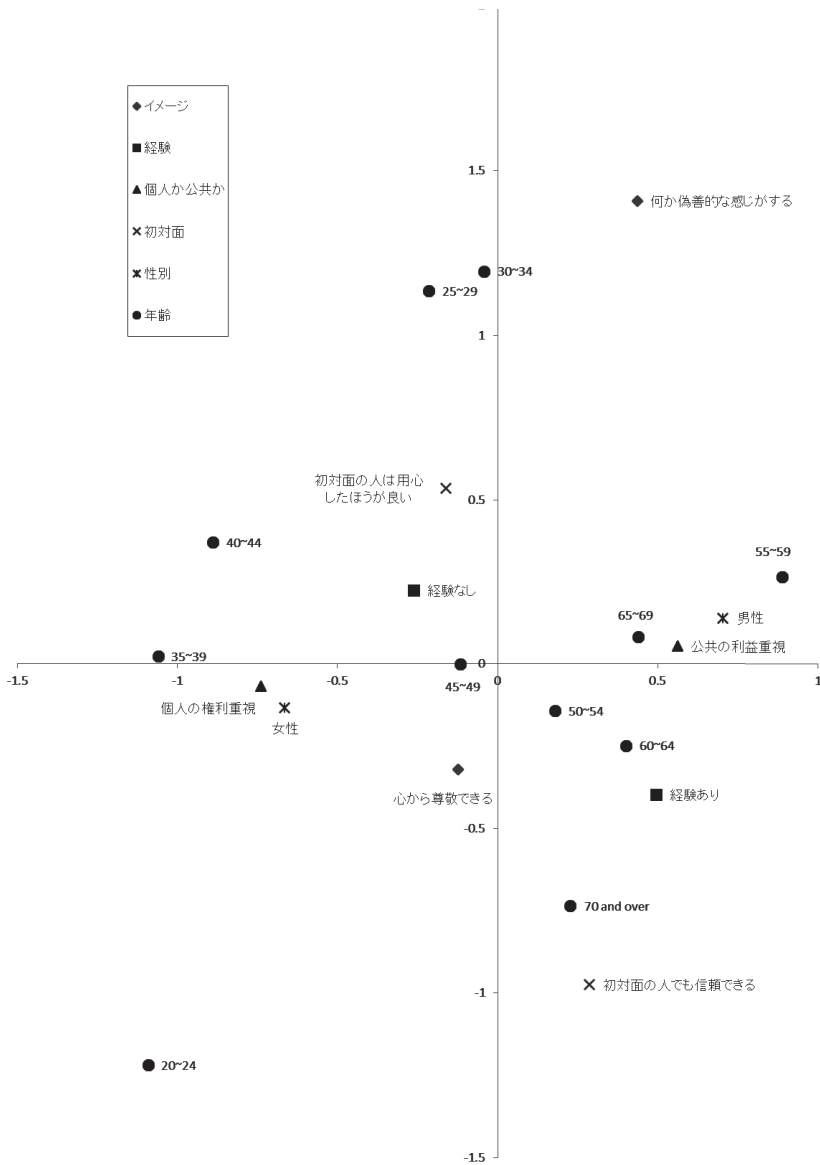 イメージ
経験
個人か公共か
初対面
性別
年齢
1.5
何か偽善的な感じがする
30~34
25~29
1
初対面の人は用心
したほうが良い
0.5
40~44
55~59
経験なし
65~69
男性
公共の利益重視
35~39
-1.5
-1
-0.5
0
0
0.5
1
45~49
個人の権利重視
50~54
女性
60~64
心から尊敬できる
経験あり
-0.5
70 and over
初対面の人でも信頼できる
-1
20~24
-1.5